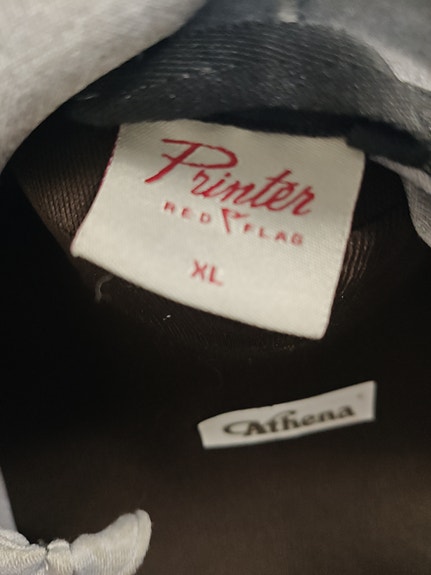 Printer
RED FLAG
XL
Athena